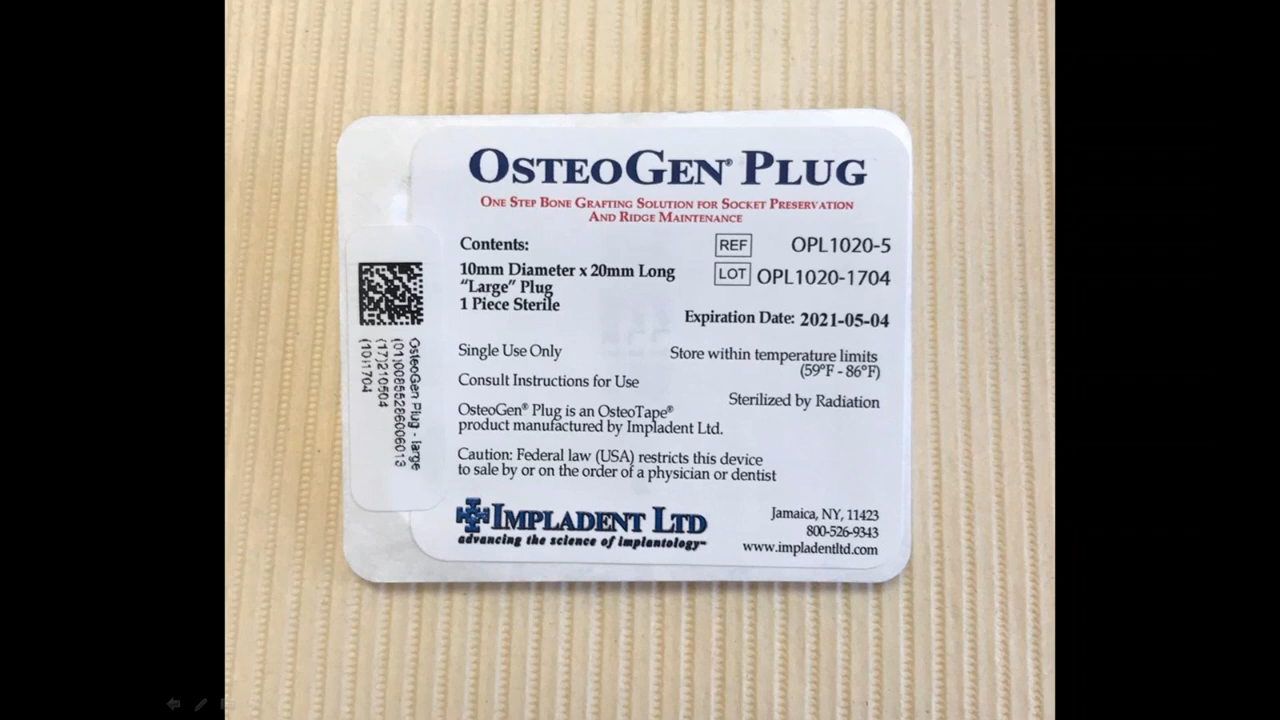 OsteoGen® Plug
One Step Bone Grafting Solution for Socket Preservation
And Ridge Maintenance
Contents:
10mm Diameter x 20mm Long
“Large” Plug
1 Piece Sterile
REF OPL1020-5
LOT OPL1020-1704
Expiration Date: 2021-05-04
Single Use Only
Store within temperature limits
(59°F - 86°F)
Consult Instructions for Use
Sterilized by Radiation
OsteoGen® Plug is an OsteoTape®
product manufactured by Impladent Ltd.
Caution: Federal law (USA) restricts this device
to sale by or on the order of a physician or dentist
Impladent Ltd
advancing the science of implantology™
Jamaica, NY, 11423
800-526-9343
www.impladentltd.com
OsteoGen Plug - large
(01)00855286006013
(17)210504
(10)1704